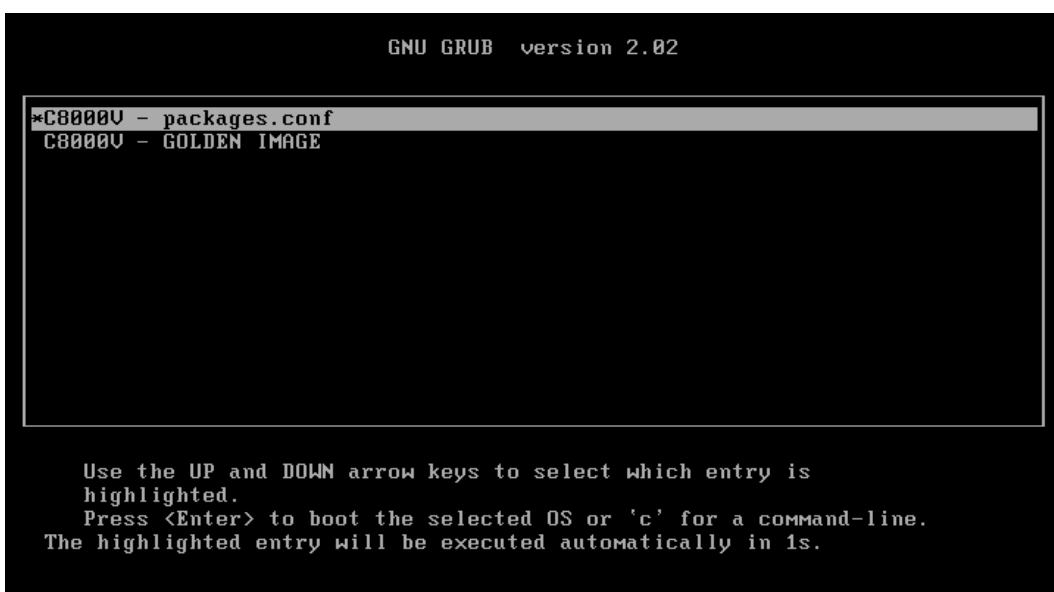 GNU GRUB version 2.02
*C8000V - packages.conf
C8000V - GOLDEN IMAGE
Use the UP and DOWN arrow keys to select which entry is
highlighted.
Press <Enter> to boot the selected OS or 'c' for a command-line.
The highlighted entry will be executed automatically in 1s.